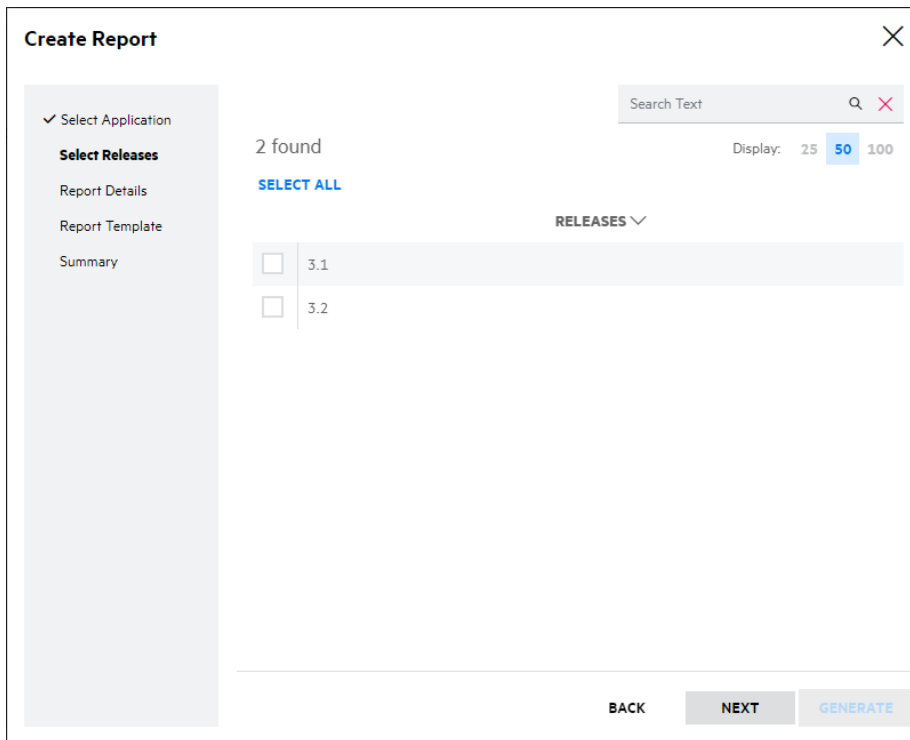 Create Report
Select Application
Select Releases
Report Details
Report Template
Summary
Search Text
2 found
Display: 25 50 100
SELECT ALL
RELEASES
3.1
3.2
BACK NEXT GENERATE